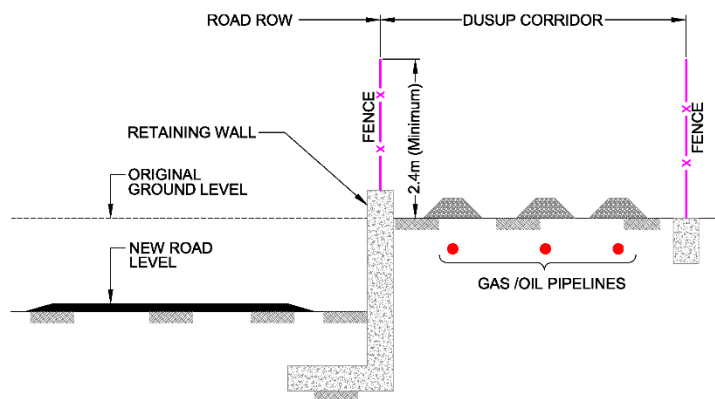 ROAD ROW
DUSUP CORRIDOR
FENCE
2.4m (Minimum)
FENCE
RETAINING WALL
ORIGINAL
GROUND LEVEL
NEW ROAD
LEVEL
GAS /OIL PIPELINES